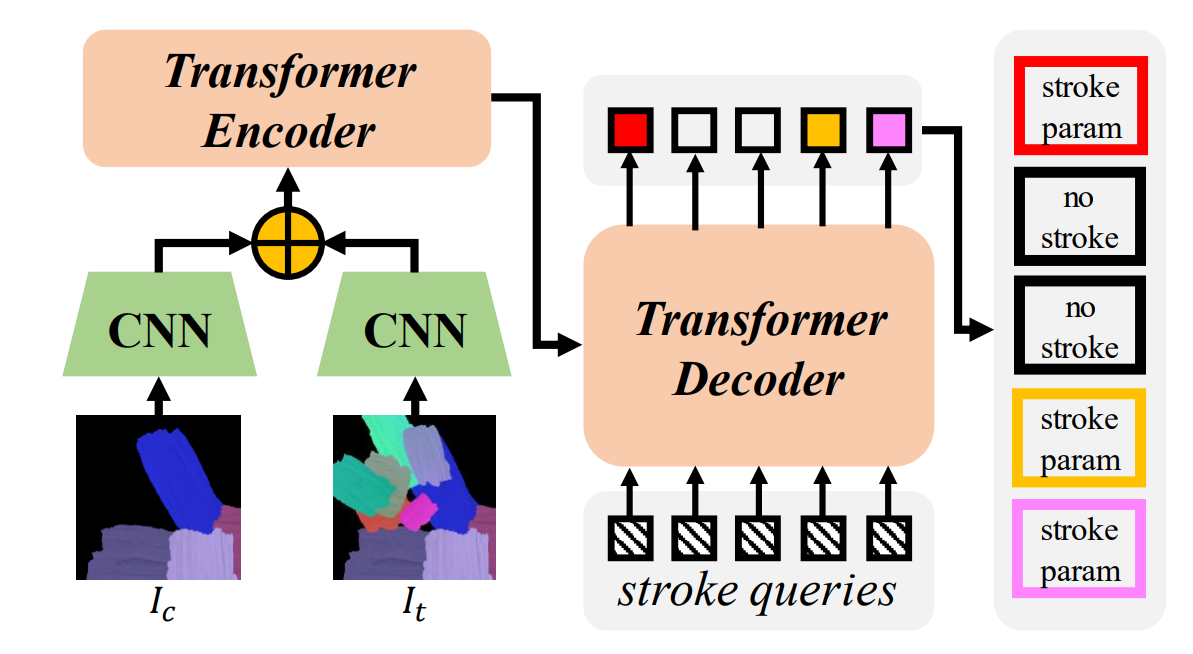 Transformer
Encoder
CNN
CNN
I_c
I_t
Transformer
Decoder
stroke queries
stroke
param
no
stroke
no
stroke
stroke
param
stroke
param